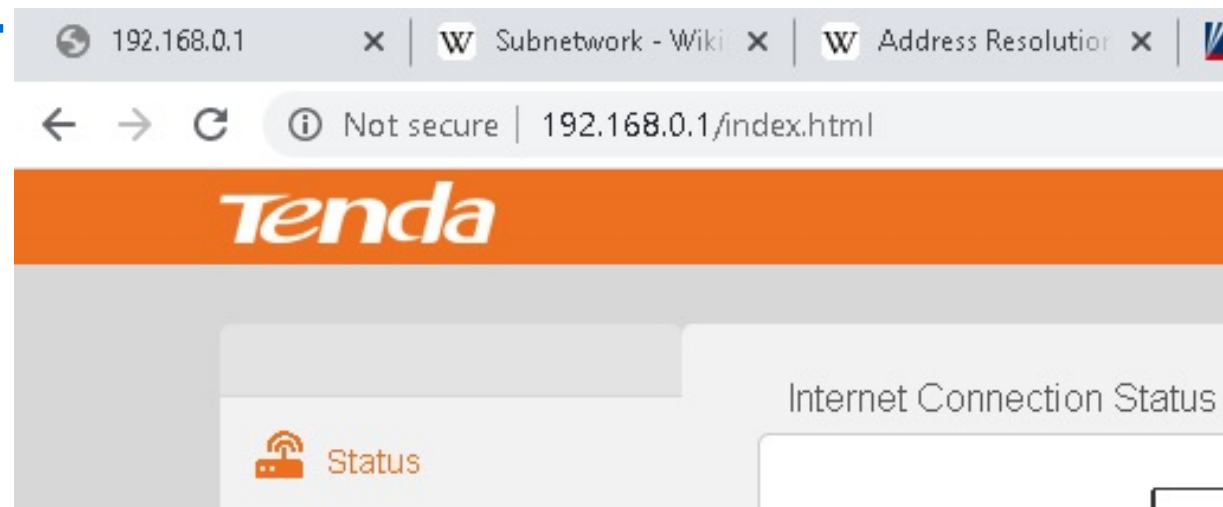 192.168.0.1 Subnetwork - Wiki Address Resolution
Not secure | 192.168.0.1/index.html
Tenda
Internet Connection Status
Status